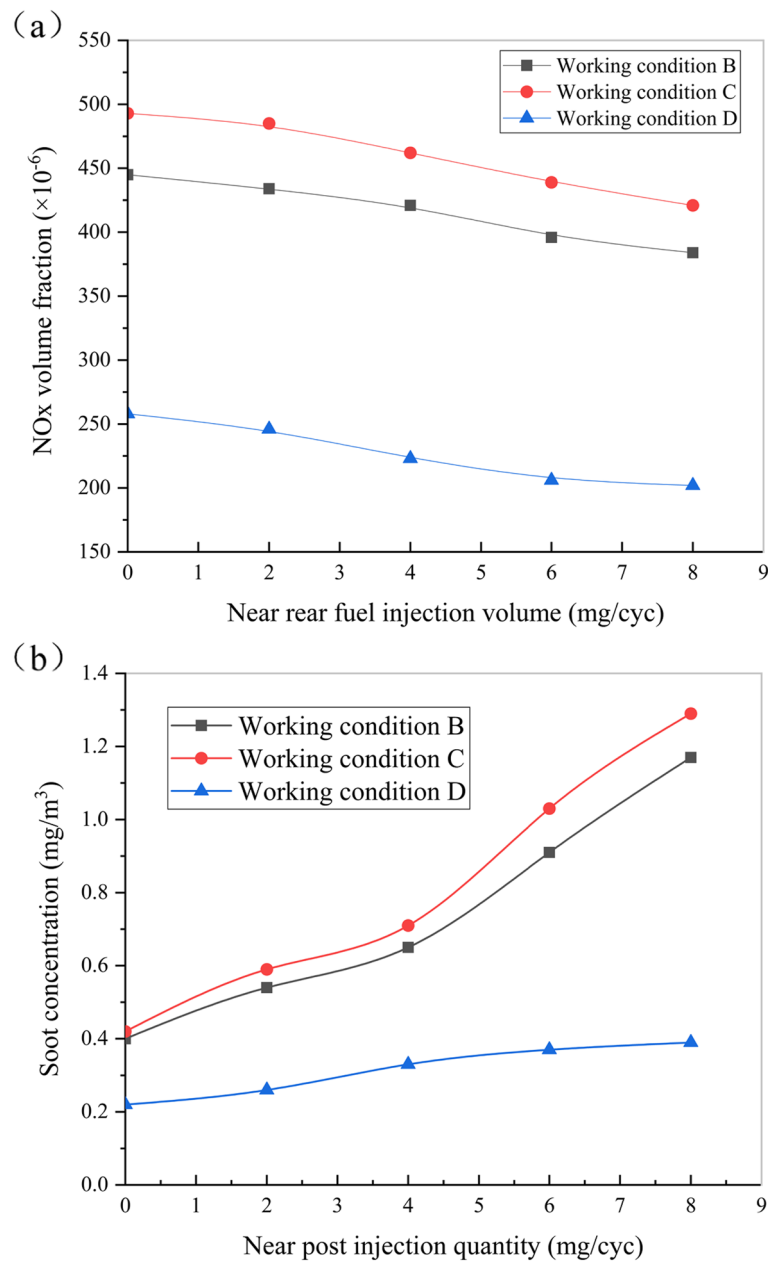 (a)
550
500
450
400
350
300
250
200
150
NOx volume fraction (×10⁻⁶)
Working condition B
Working condition C
Working condition D
0 1 2 3 4 5 6 7 8 9
Near rear fuel injection volume (mg/cyc)
(b)
1.4
1.2
1.0
0.8
0.6
0.4
0.2
0.0
Soot concentration (mg/m³)
Working condition B
Working condition C
Working condition D
0 1 2 3 4 5 6 7 8 9
Near post injection quantity (mg/cyc)